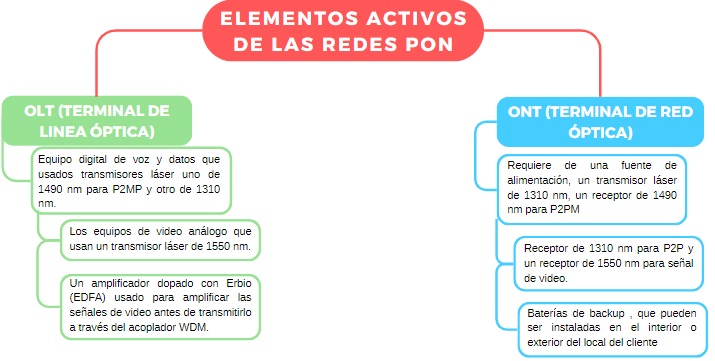 ELEMENTOS ACTIVOS
DE LAS REDES PON
OLT (TERMINAL DE
LINEA ÓPTICA)
Equipo digital de voz y datos que
usados transmisores láser uno de
1490 nm para P2MP y otro de 1310
nm.
Los equipos de video análogo que
usan un transmisor láser de 1550 nm.
Un amplificador dopado con Erbio
(EDFA) usado para amplificar las
señales de video antes de transmitirlo
a través del acoplador WDM.
ONT (TERMINAL DE RED
ÓPTICA)
Requiere de una fuente de
alimentación, un transmisor láser
de 1310 nm, un receptor de 1490
nm para P2PM
Receptor de 1310 nm para P2P y
un receptor de 1550 nm para señal
de video.
Baterías de backup , que pueden
ser instaladas en el interior o
exterior del local del cliente